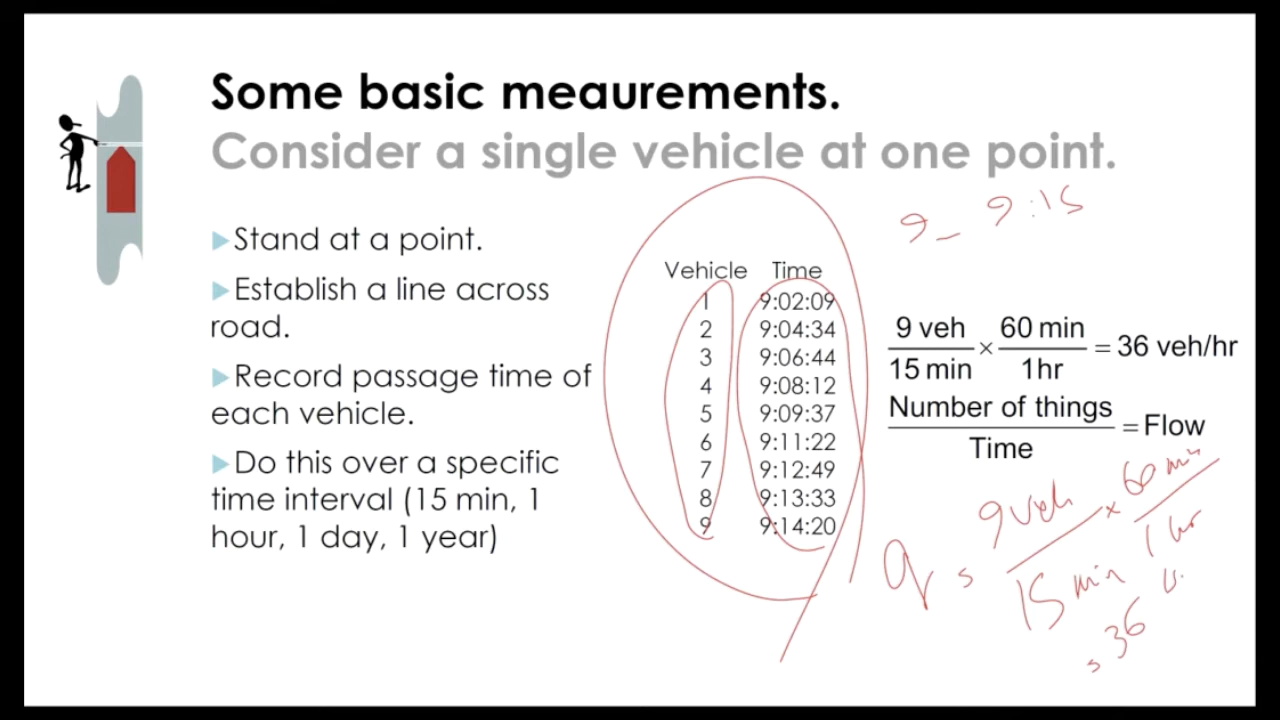 Some basic meaurements.
Consider a single vehicle at one point.
9 - 9:15
Stand at a point.
Establish a line across
road.
Record passage time of
each vehicle.
Do this over a specific
time interval (15 min, 1
hour, 1 day, 1 year)
Vehicle Time
1 9:02:09
2 9:04:34
3 9:06:44
4 9:08:12
5 9:09:37
6 9:11:22
7 9:12:49
8 9:13:33
9 9:14:20
9 veh / 15 min × 60 min / 1hr = 36 veh/hr
Number of things / Time = Flow
q = 9 veh / 15 min × 60 min / 1 hr
= 36